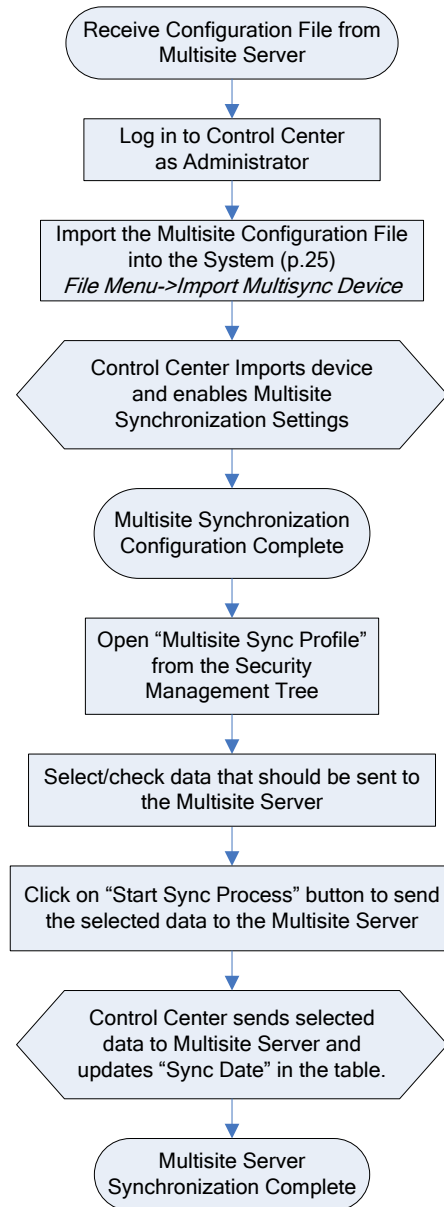 Receive Configuration File from
Multisite Server
Log in to Control Center
as Administrator
Import the Multisite Configuration File
into the System (p.25)
File Menu->Import Multisync Device
Control Center Imports device
and enables Multisite
Synchronization Settings
Multisite Synchronization
Configuration Complete
Open “Multisite Sync Profile”
from the Security
Management Tree
Select/check data that should be sent to
the Multisite Server
Click on “Start Sync Process” button to send
the selected data to the Multisite Server
Control Center sends selected
data to Multisite Server and
updates “Sync Date” in the table.
Multisite Server
Synchronization Complete